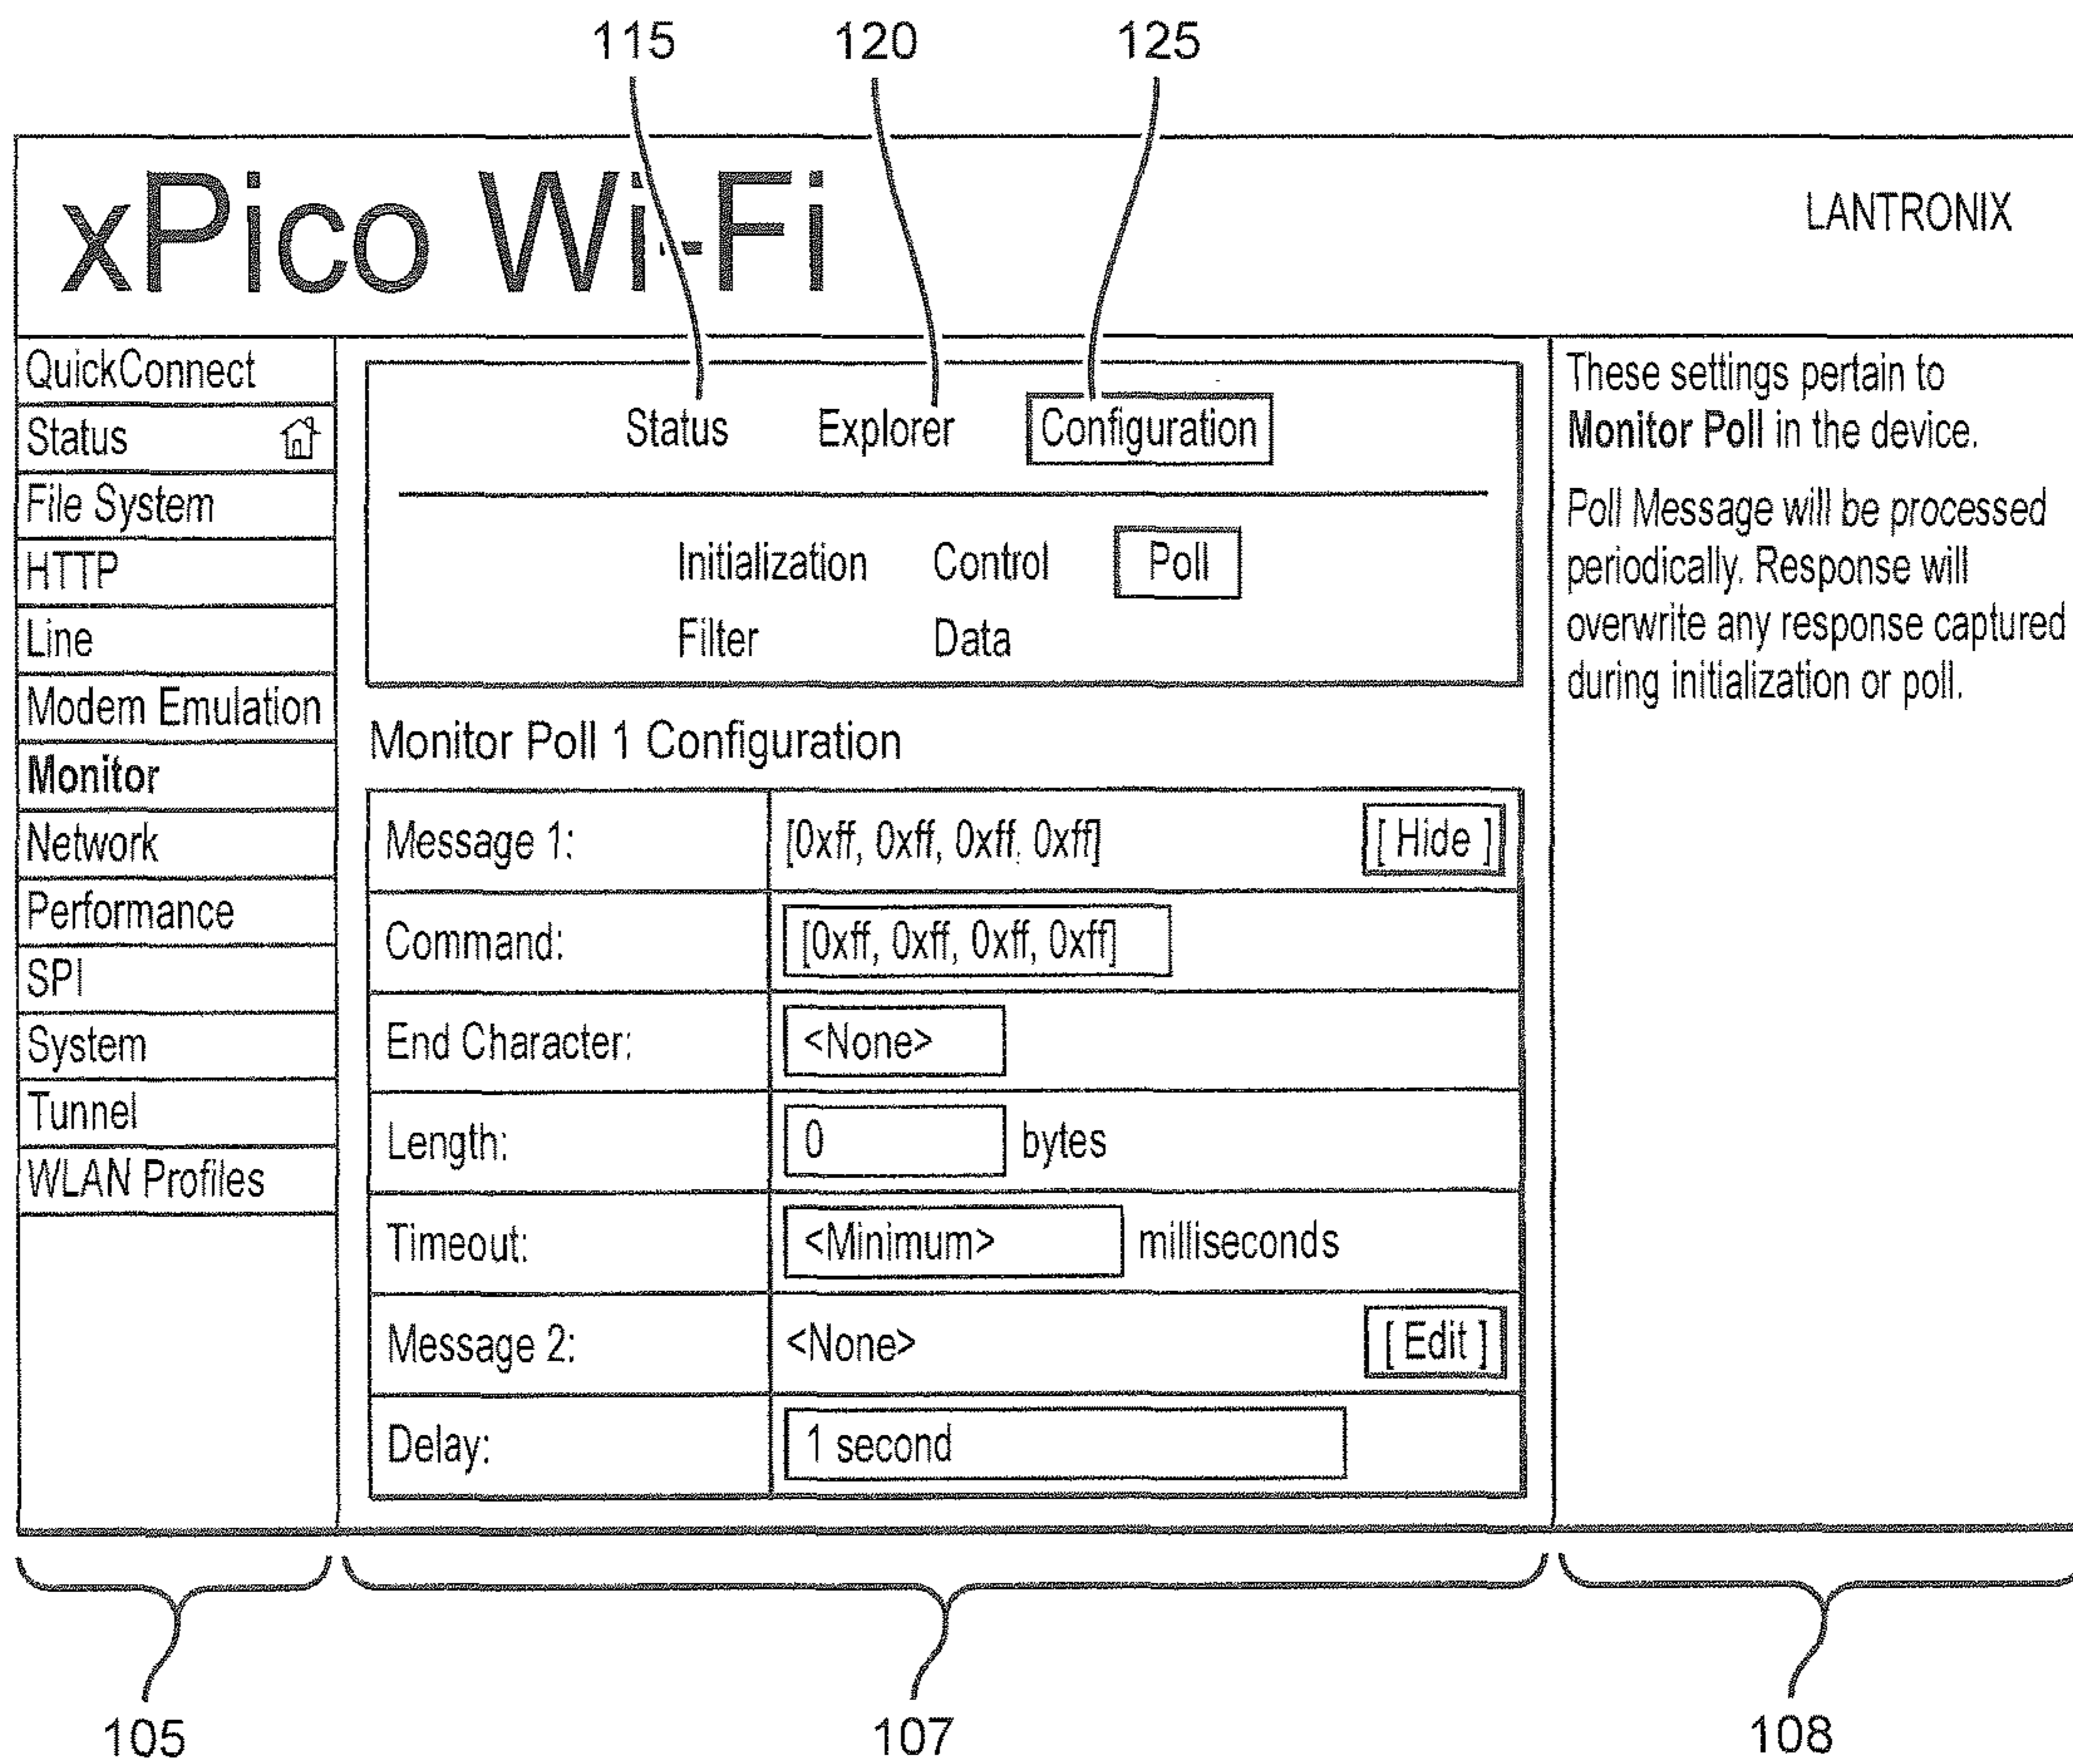 115 120 125
xPico Wi-Fi
LANTRONIX
QuickConnect
Status
File System
HTTP
Line
Modem Emulation
Monitor
Network
Performance
SPI
System
Tunnel
WLAN Profiles
Status Explorer Configuration
Initialization Control Poll
Filter Data
Monitor Poll 1 Configuration
Message 1: [0xff, 0xff, 0xff, 0xff] [ Hide ]
Command: [0xff, 0xff, 0xff, 0xff]
End Character: <None>
Length: 0 bytes
Timeout: <Minimum> milliseconds
Message 2: <None> [ Edit ]
Delay: 1 second
These settings pertain to
Monitor Poll in the device.
Poll Message will be processed
periodically. Response will
overwrite any response captured
during initialization or poll.
105 107 108